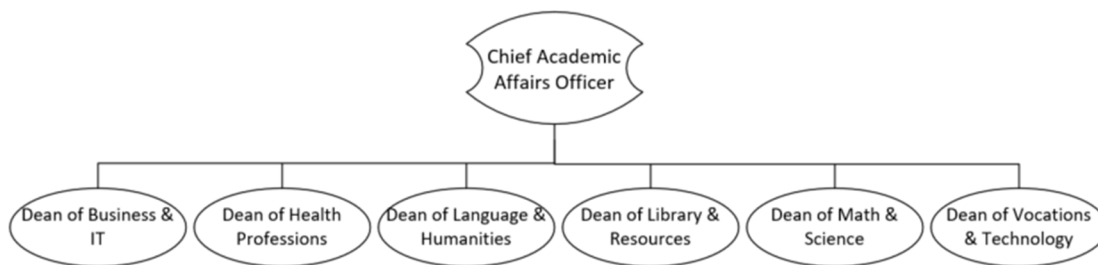 Chief Academic
Affairs Officer
Dean of Business &
IT
Dean of Health
Professions
Dean of Language &
Humanities
Dean of Library &
Resources
Dean of Math &
Science
Dean of Vocations
& Technology